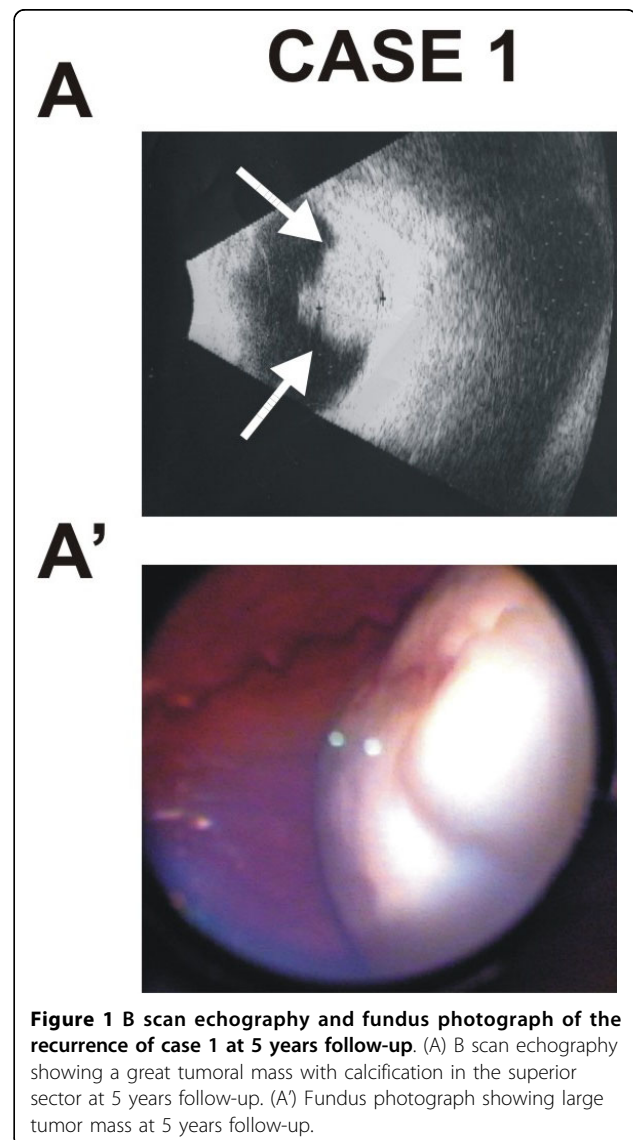 CASE 1
A
A’
Figure 1 B scan echography and fundus photograph of the
recurrence of case 1 at 5 years follow-up. (A) B scan echography
showing a great tumoral mass with calcification in the superior
sector at 5 years follow-up. (A’) Fundus photograph showing large
tumor mass at 5 years follow-up.